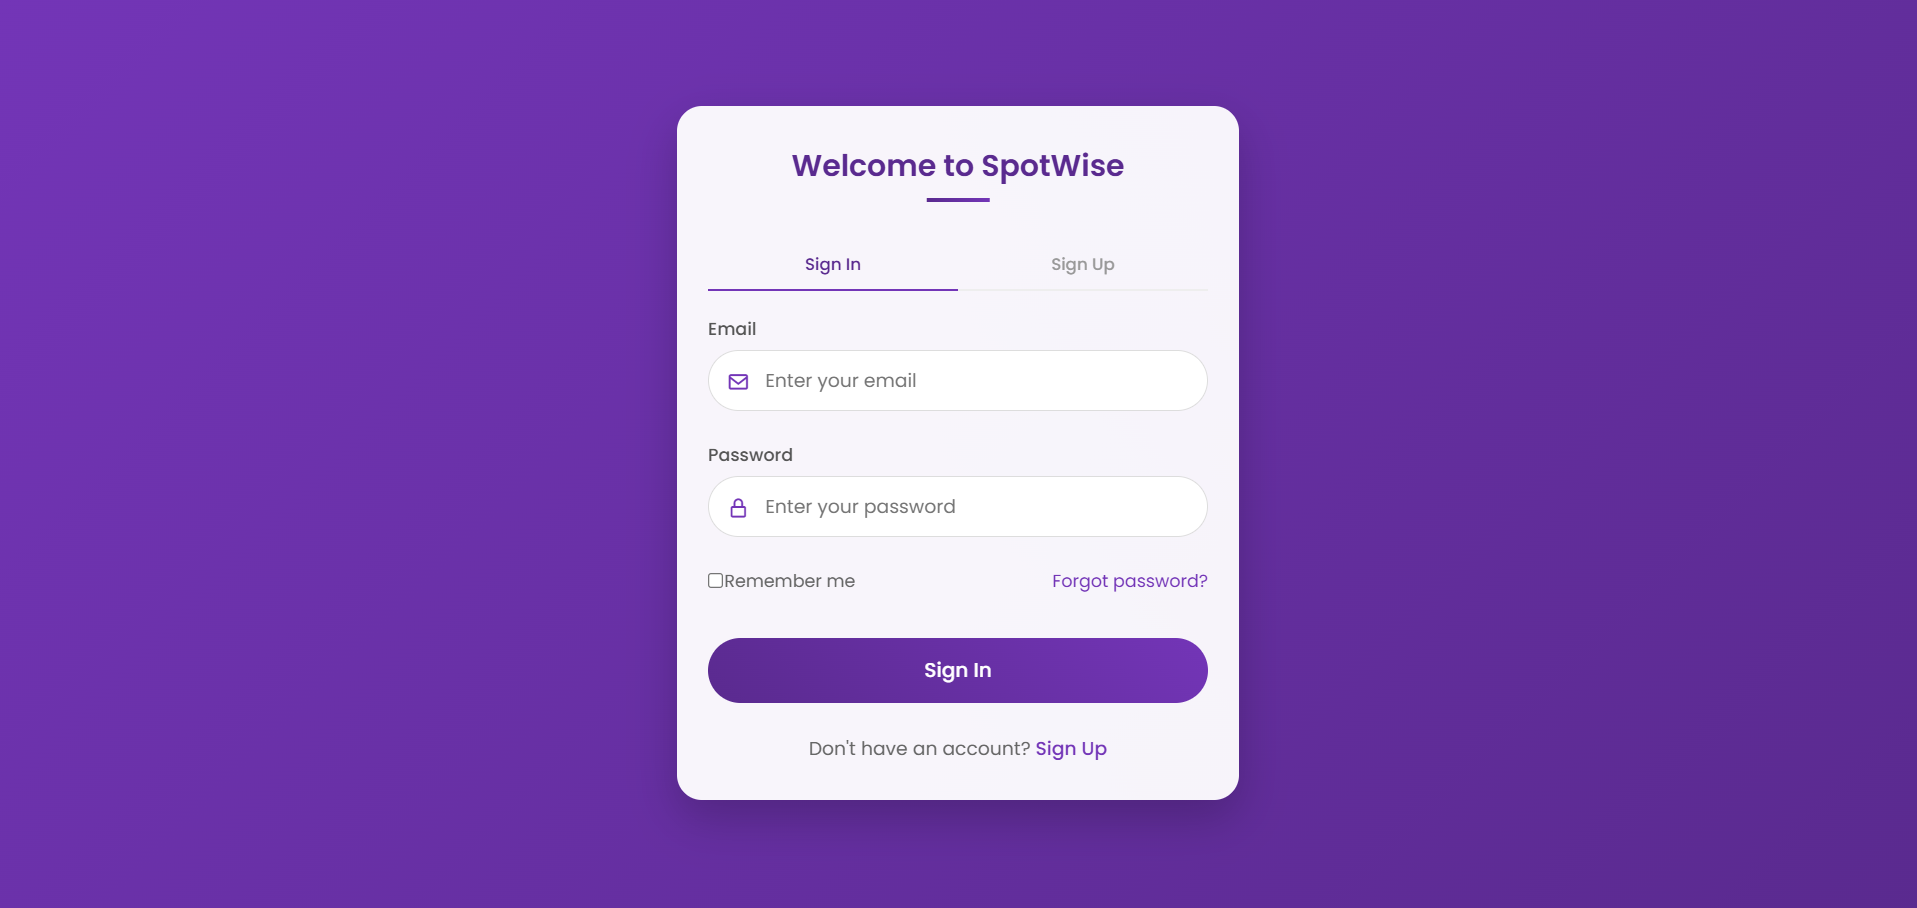 Welcome to SpotWise
Sign In Sign Up
Email
Enter your email
Password
Enter your password
Remember me Forgot password?
Sign In
Don't have an account? Sign Up